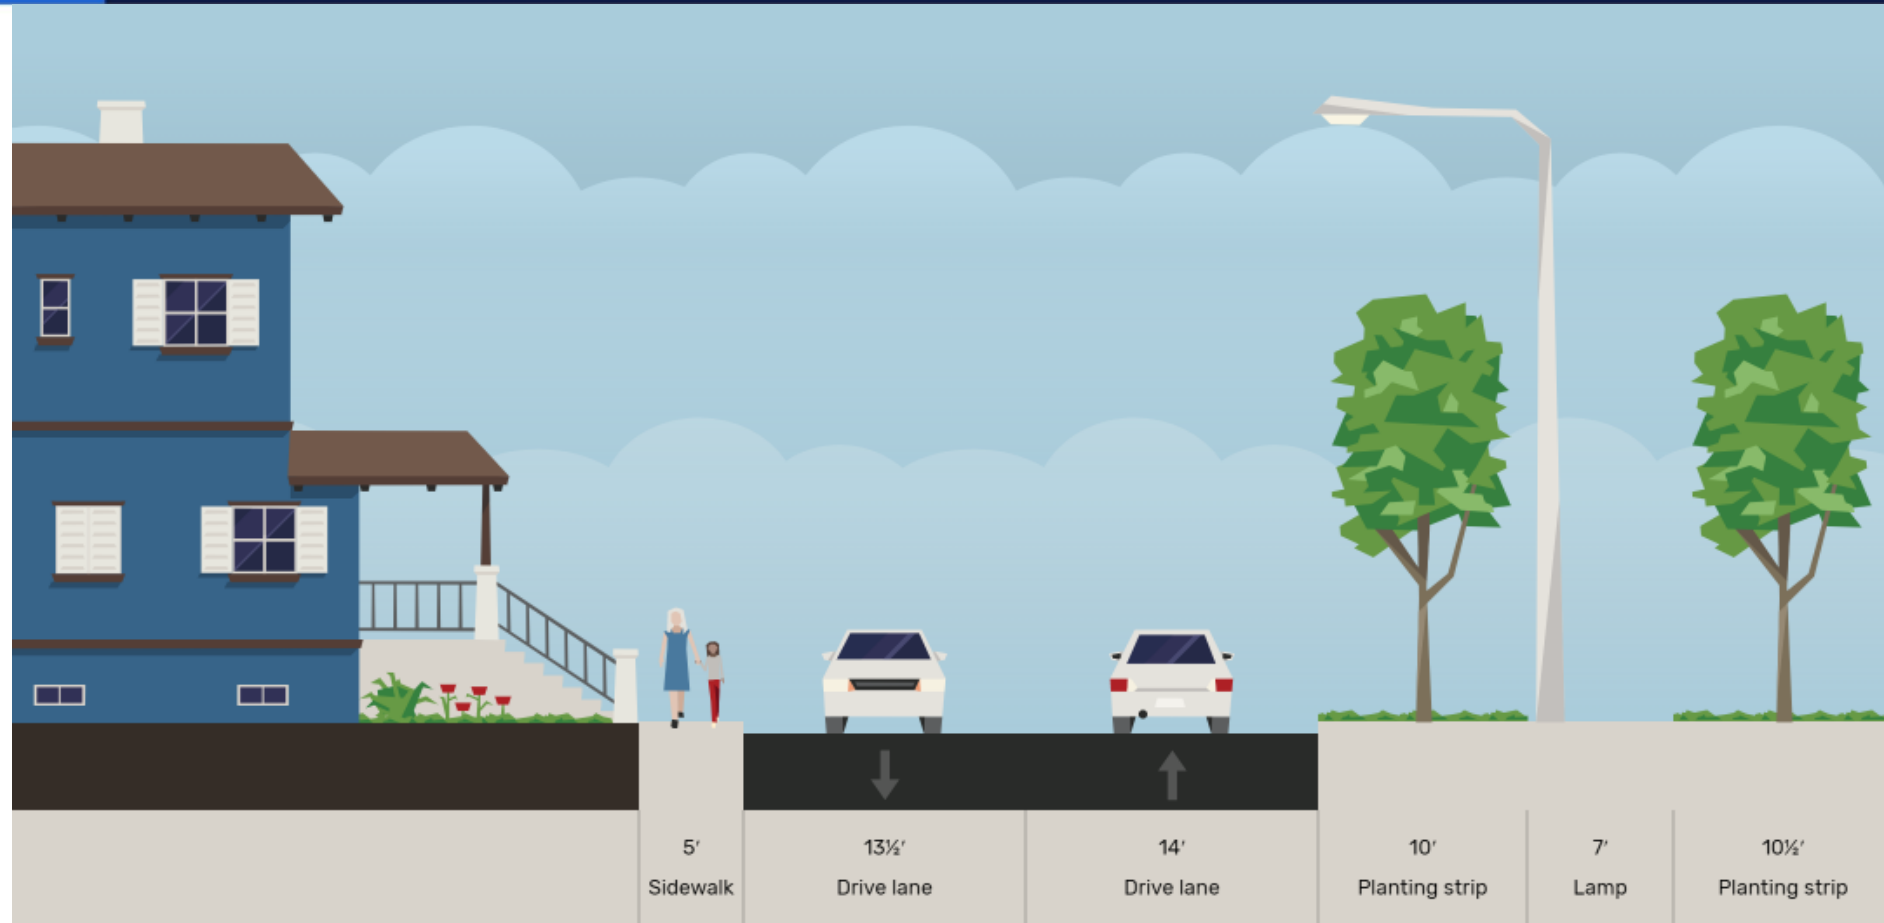 5′
Sidewalk
13½′
Drive lane
14′
Drive lane
10′
Planting strip
7′
Lamp
10½′
Planting strip